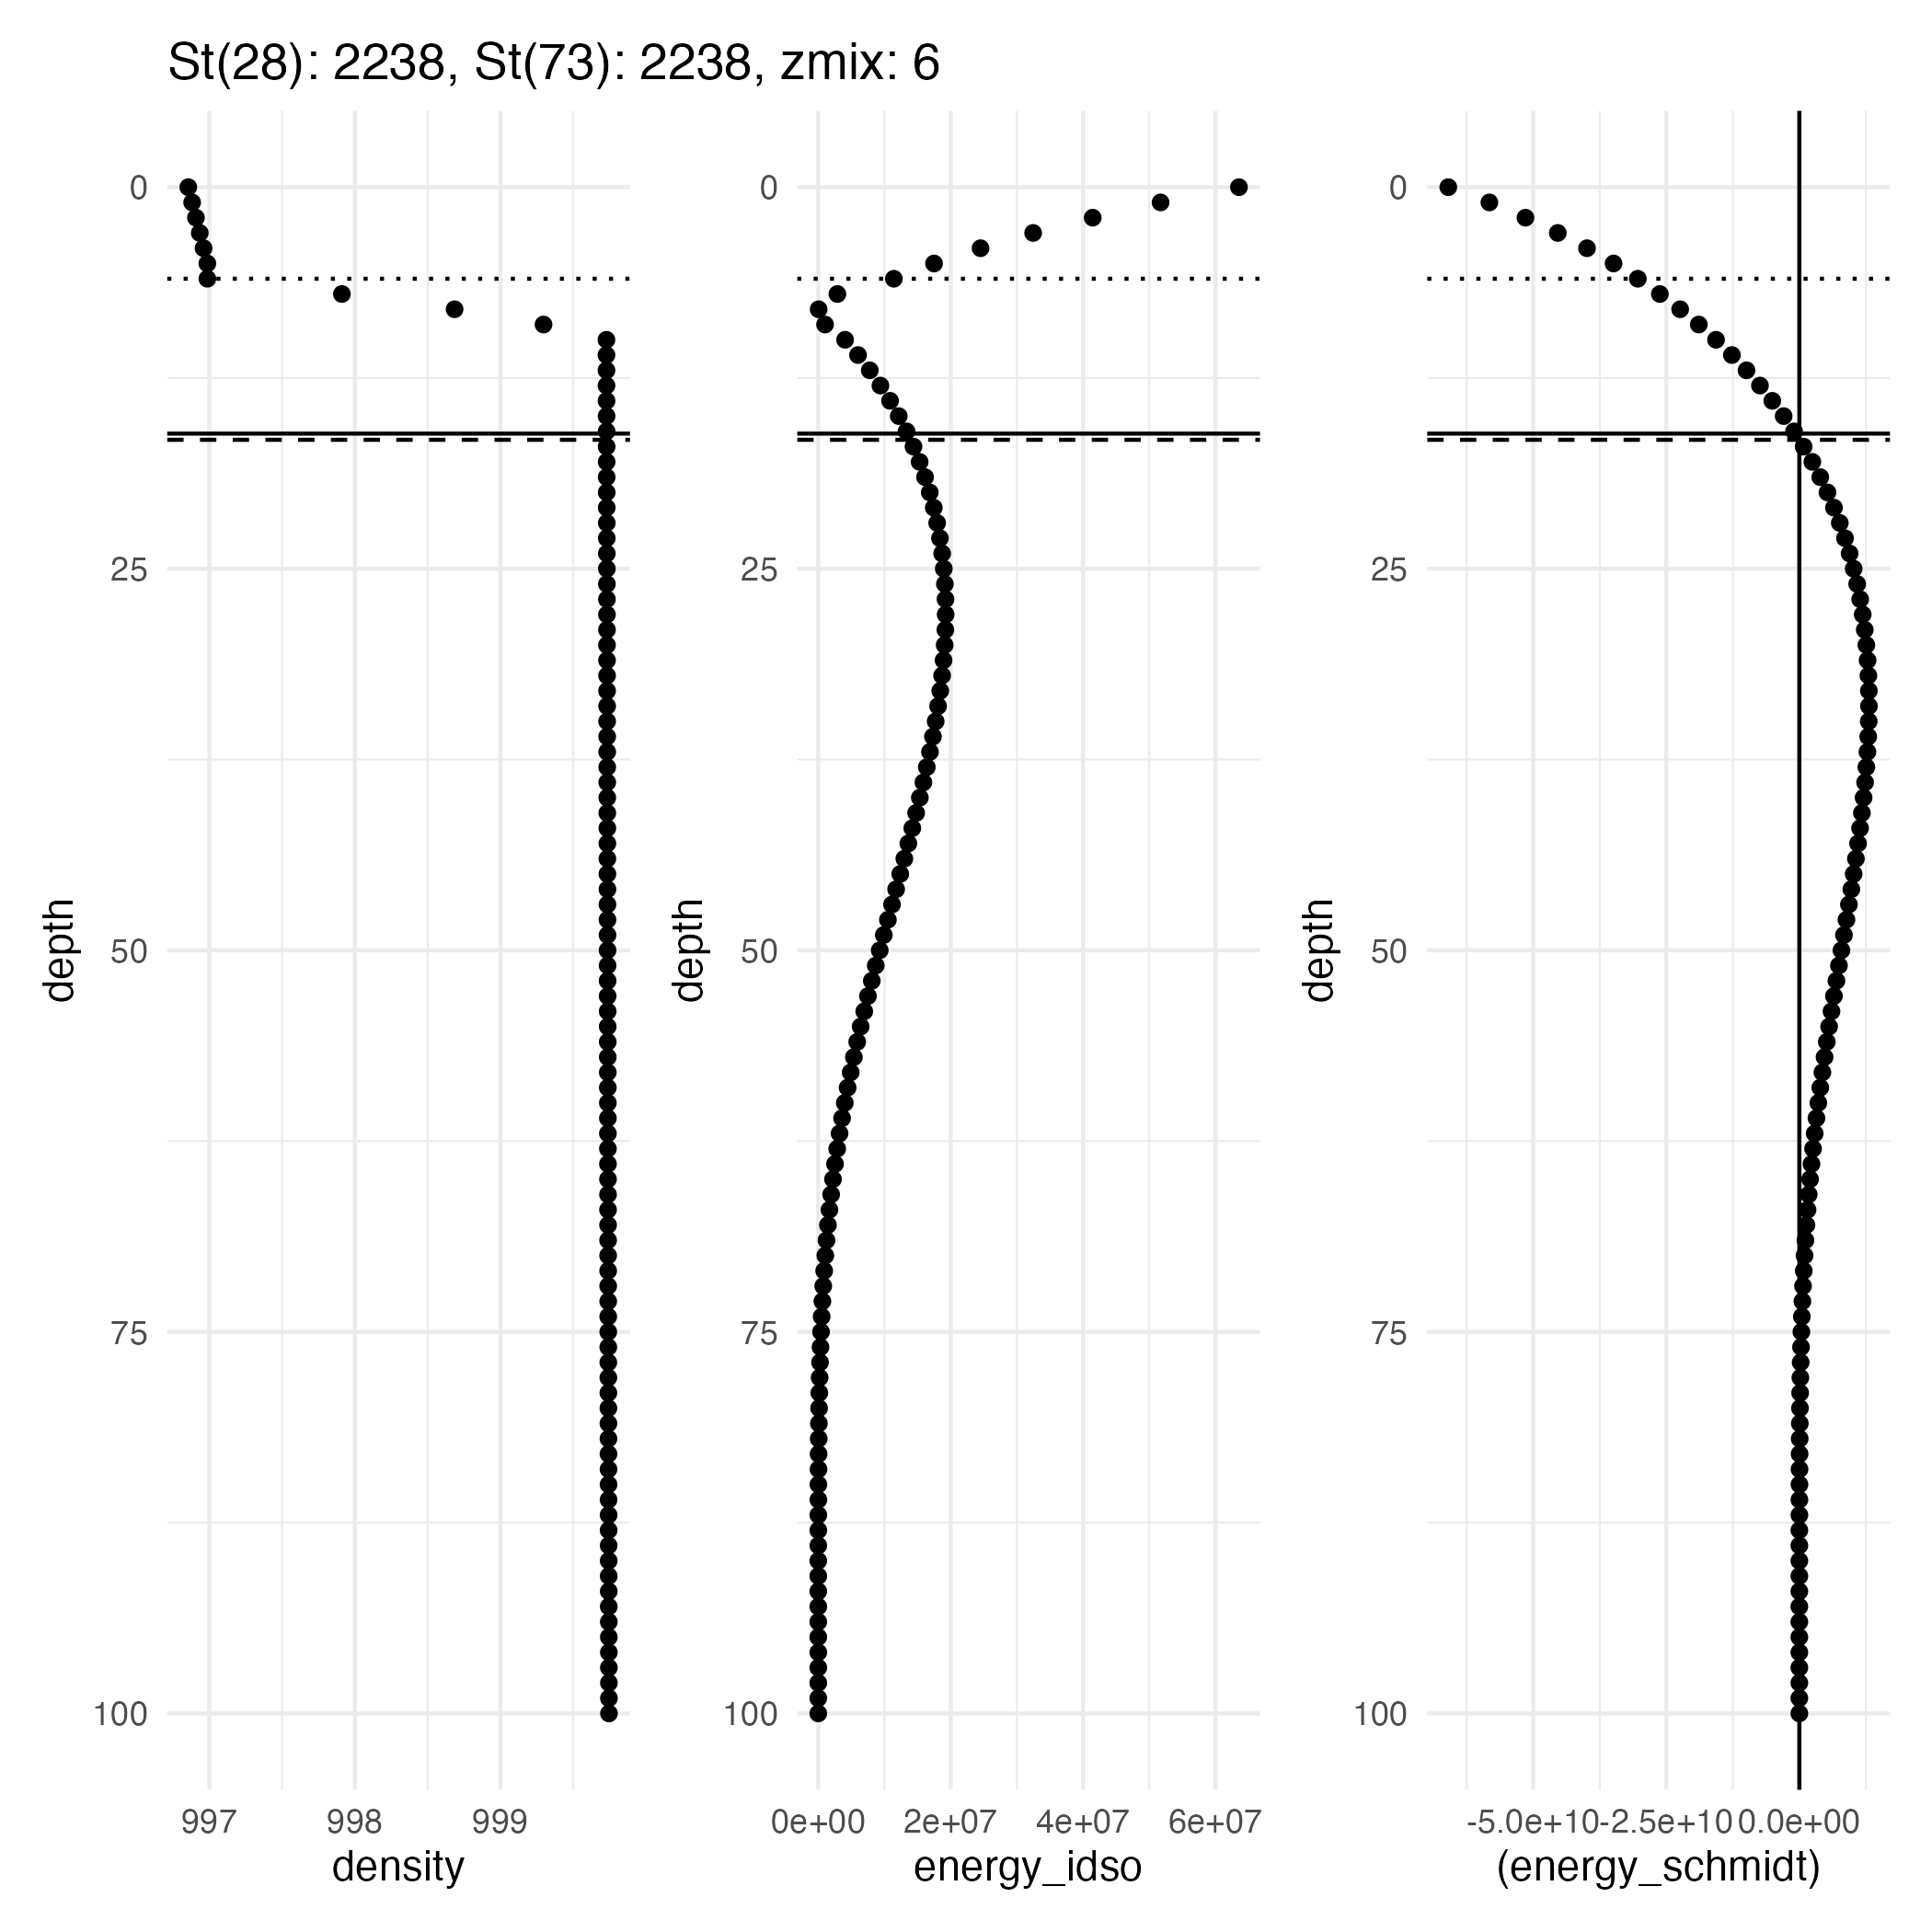 St(28): 2238, St(73): 2238, zmix: 6
0
25
50
75
100
depth
997
998
999
density
0
25
50
75
100
depth
0e+00
2e+07
4e+07
6e+07
energy_idso
0
25
50
75
100
depth
-5.0e+10
-2.5e+10
0.0e+00
(energy_schmidt)